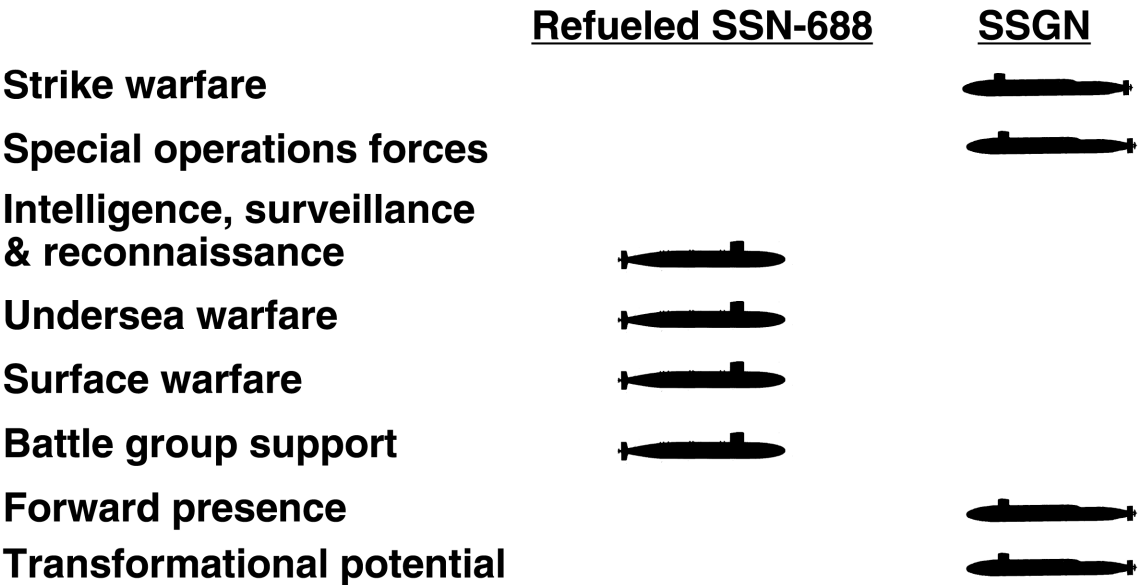 Refueled SSN-688 SSGN
Strike warfare
Special operations forces
Intelligence, surveillance
& reconnaissance
Undersea warfare
Surface warfare
Battle group support
Forward presence
Transformational potential